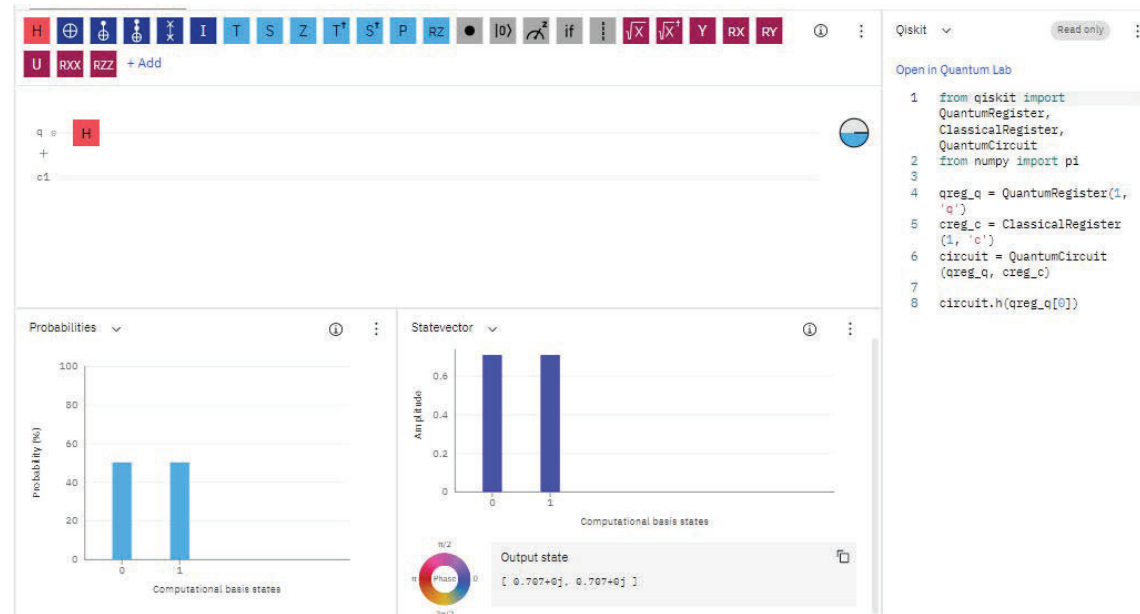 H ⊕ I T S Z T† S† P RZ |0⟩ z if √X √X† Y RX RY
U RXX RZZ + Add
q 0 H
+
c1
Probabilities
100
80
60
40
20
0
Probability (%)
0 1
Computational basis states
Statevector
0.6
0.4
0.2
0
Amplitude
0 1
Computational basis states
π/2
π Phase 0
3π/2
Output state
[ 0.707+0j, 0.707+0j ]
Qiskit Read only
Open in Quantum Lab
1 from qiskit import
QuantumRegister,
ClassicalRegister,
QuantumCircuit
2 from numpy import pi
3
4 qreg_q = QuantumRegister(1,
'q')
5 creg_c = ClassicalRegister
(1, 'c')
6 circuit = QuantumCircuit
(qreg_q, creg_c)
7
8 circuit.h(qreg_q[0])